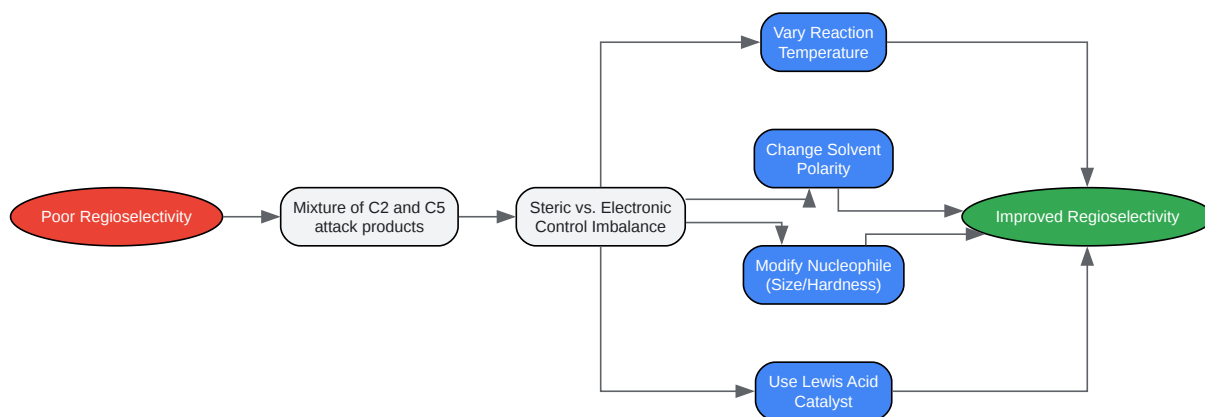 Poor Regioselectivity
Mixture of C2 and C5
attack products
Steric vs. Electronic
Control Imbalance
Vary Reaction
Temperature
Change Solvent
Polarity
Modify Nucleophile
(Size/Hardness)
Use Lewis Acid
Catalyst
Improved Regioselectivity